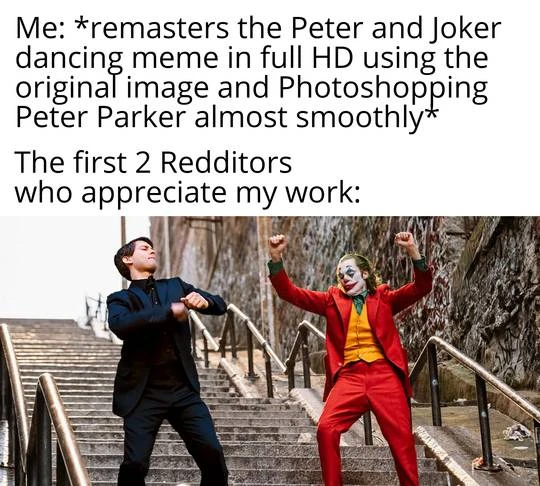 Me: *remasters the Peter and Joker
dancing meme in full HD using the
original image and Photoshopping
Peter Parker almost smoothly*
The first 2 Redditors
who appreciate my work: